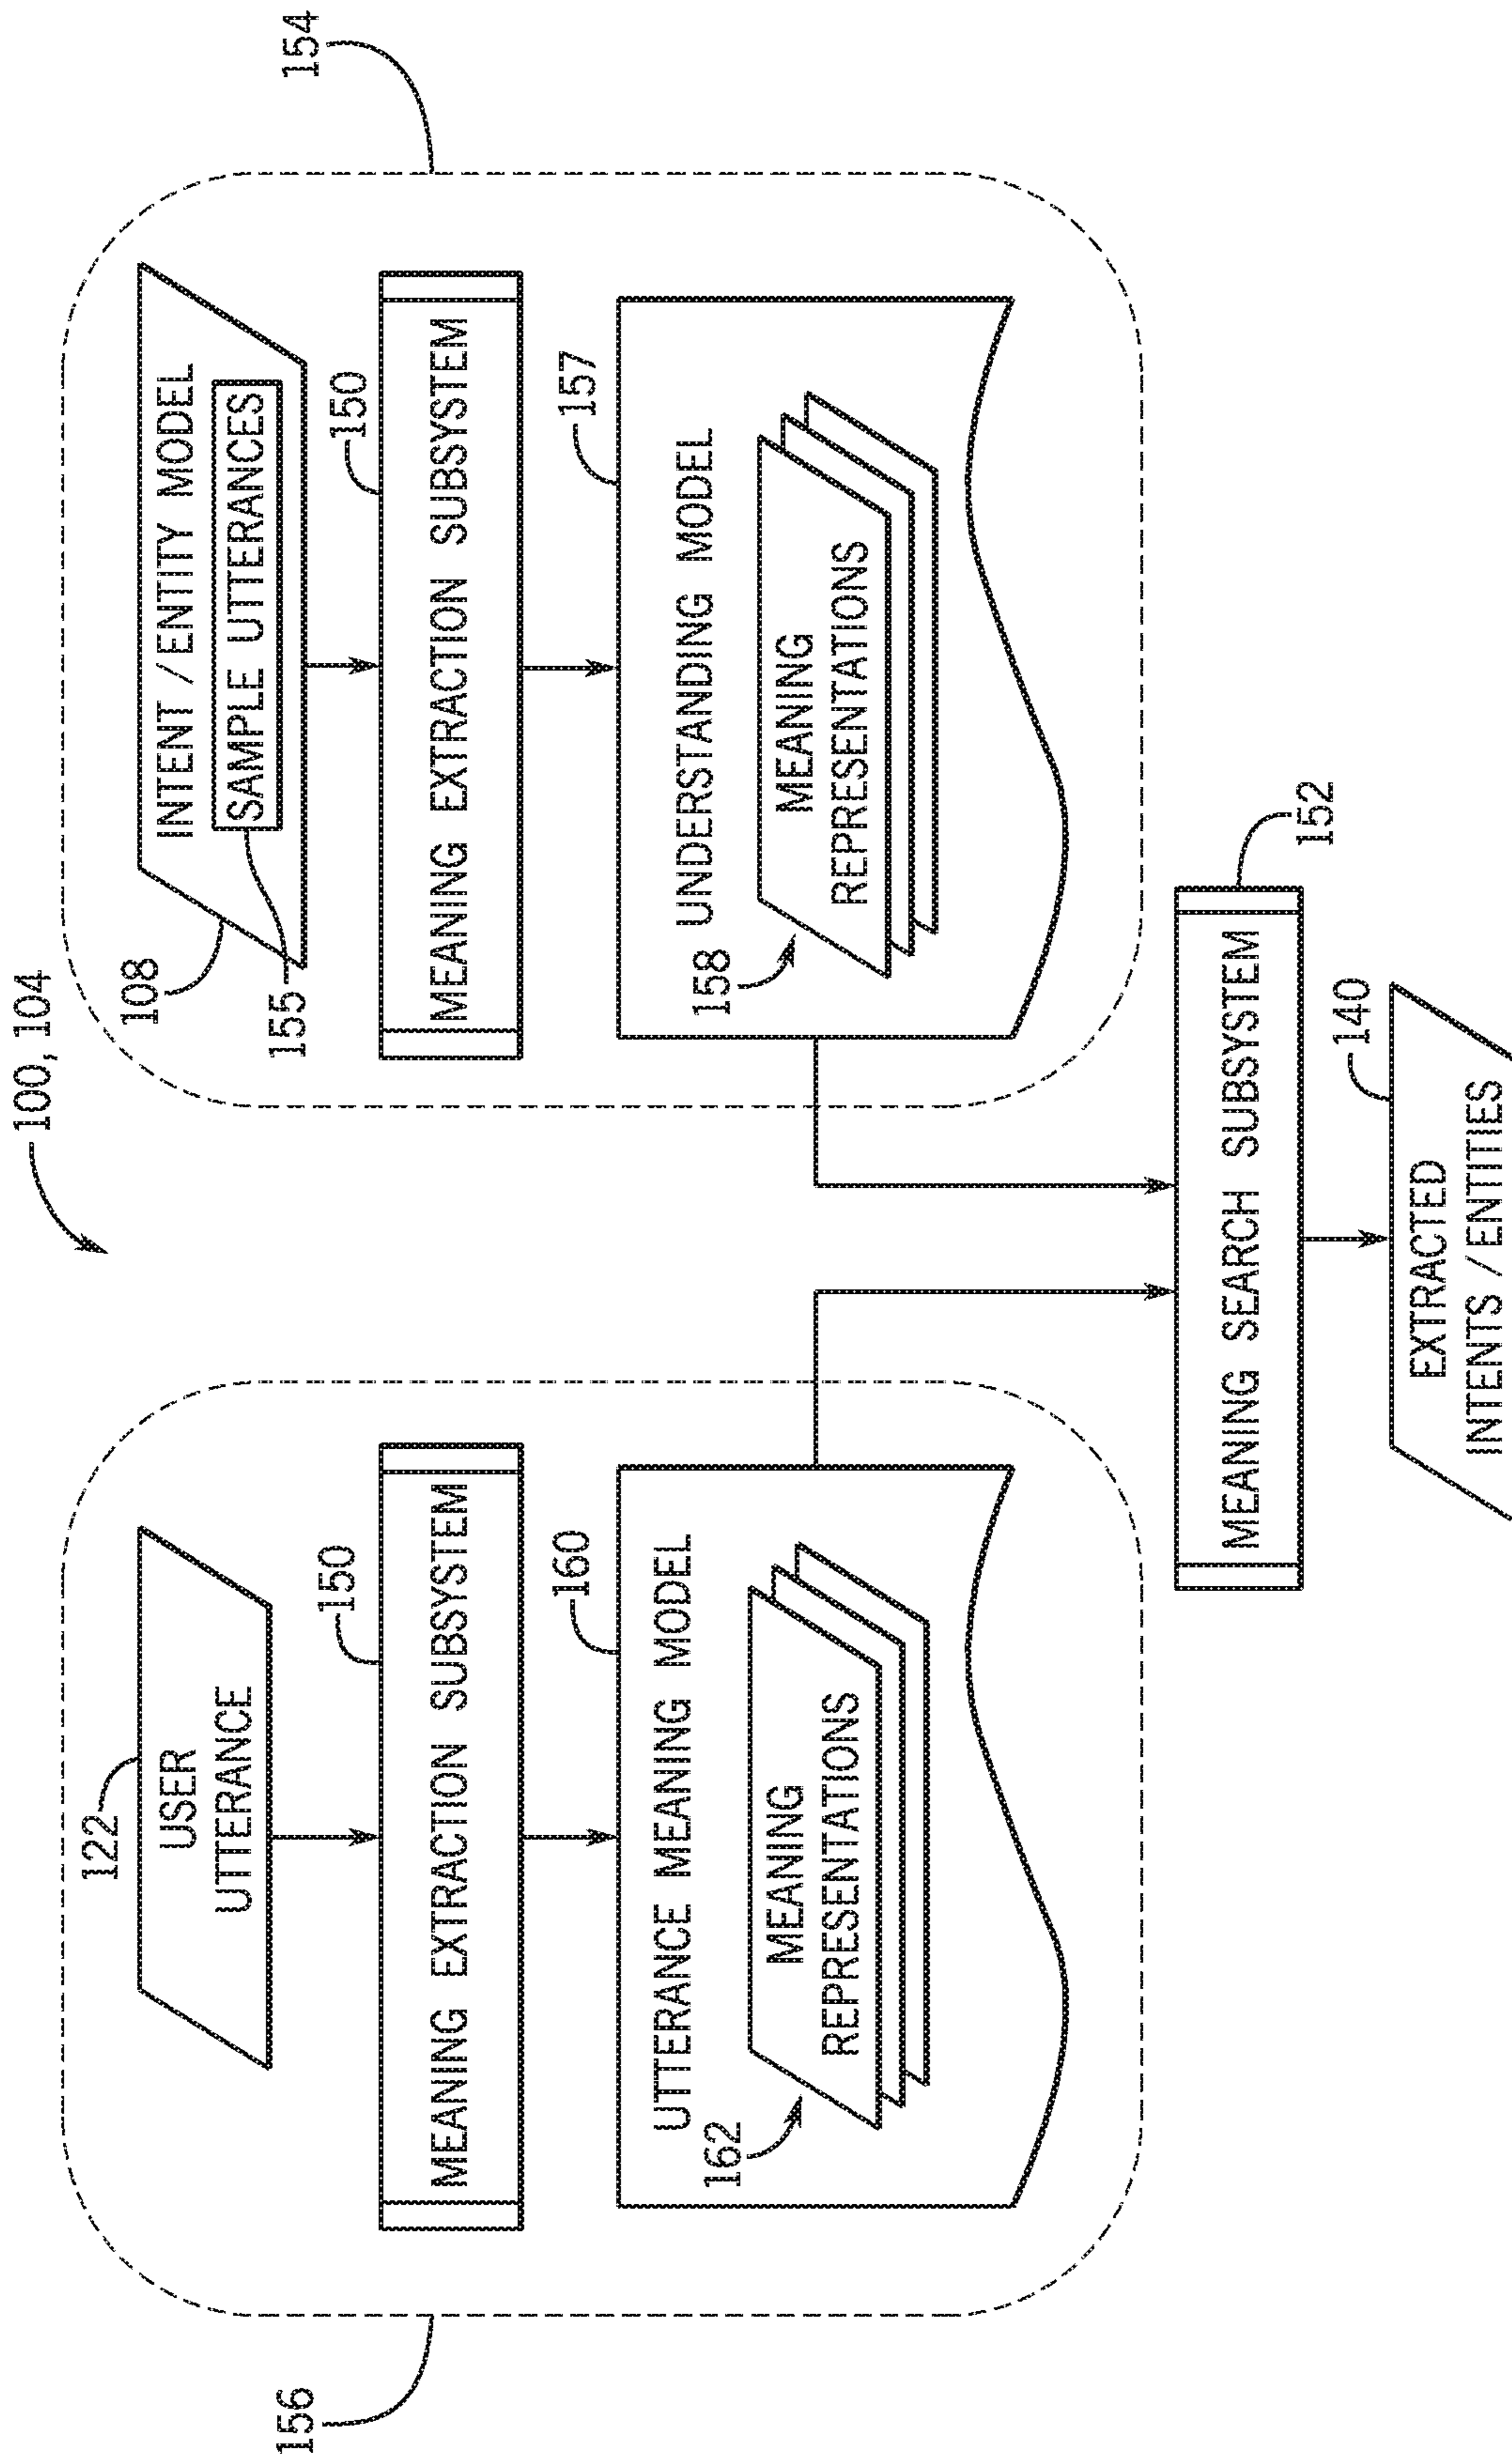 100, 104
156
122
USER
UTTERANCE
150
MEANING EXTRACTION SUBSYSTEM
160
UTTERANCE MEANING MODEL
162
MEANING
REPRESENTATIONS
154
108
INTENT / ENTITY MODEL
155
SAMPLE UTTERANCES
150
MEANING EXTRACTION SUBSYSTEM
157
UNDERSTANDING MODEL
158
MEANING
REPRESENTATIONS
152
MEANING SEARCH SUBSYSTEM
140
EXTRACTED
INTENTS / ENTITIES